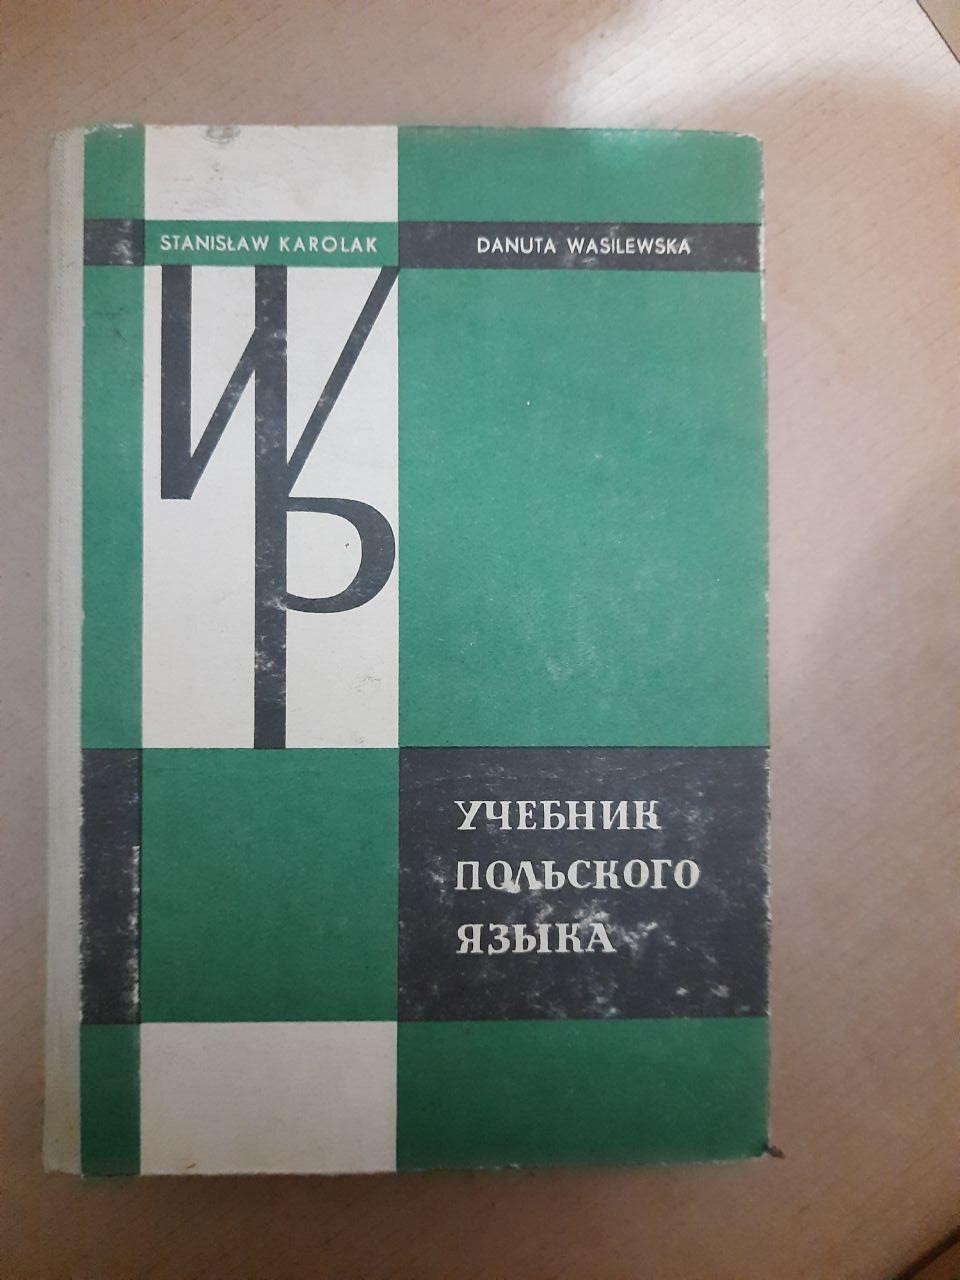 STANISŁAW KAROLAK
DANUTA WASILEWSKA
WP
УЧЕБНИК
ПОЛЬСКОГО
ЯЗЫКА